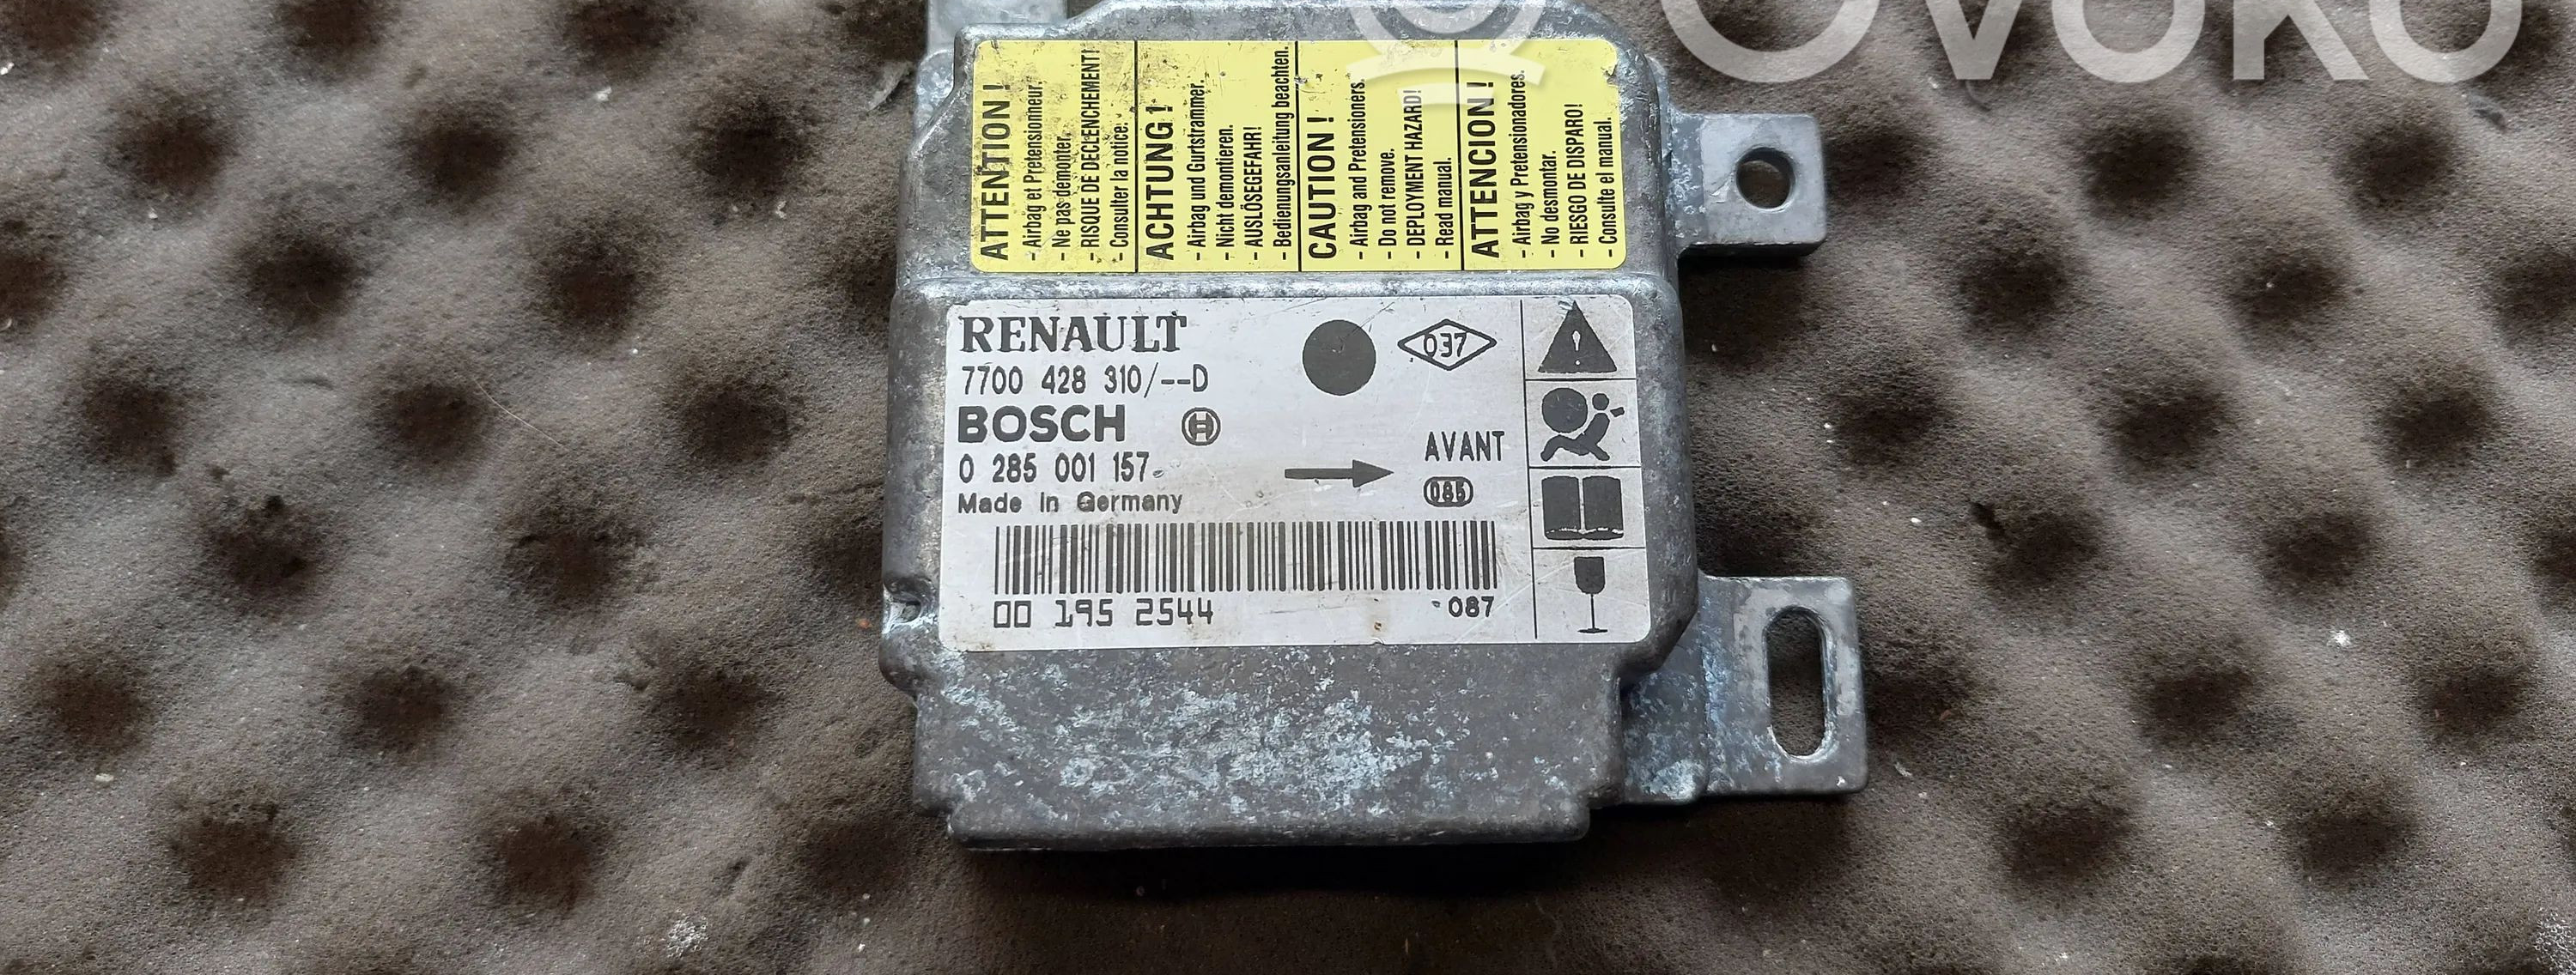 OVOKO
ATTENTION !
- Airbag et Pretensionneur.
- Ne pas demonter.
- RISQUE DE DECLENCHEMENT!
- Consulter la notice.
ACHTUNG !
- Airbag und Gurtstrammer.
- Nicht demontieren.
- AUSLÖSEGEFAHR!
- Bedienungsanleitung beachten.
CAUTION !
- Airbag and Pretensioners.
- Do not remove.
- DEPLOYMENT HAZARD!
- Read manual.
ATTENCION !
- Airbag y Pretensionadores.
- No desmontar.
- RIESGO DE DISPARO!
- Consulte el manual.
RENAULT
037
7700 428 310/--D
BOSCH
AVANT
0 285 001 157
Made in Germany
00 195 2544
087